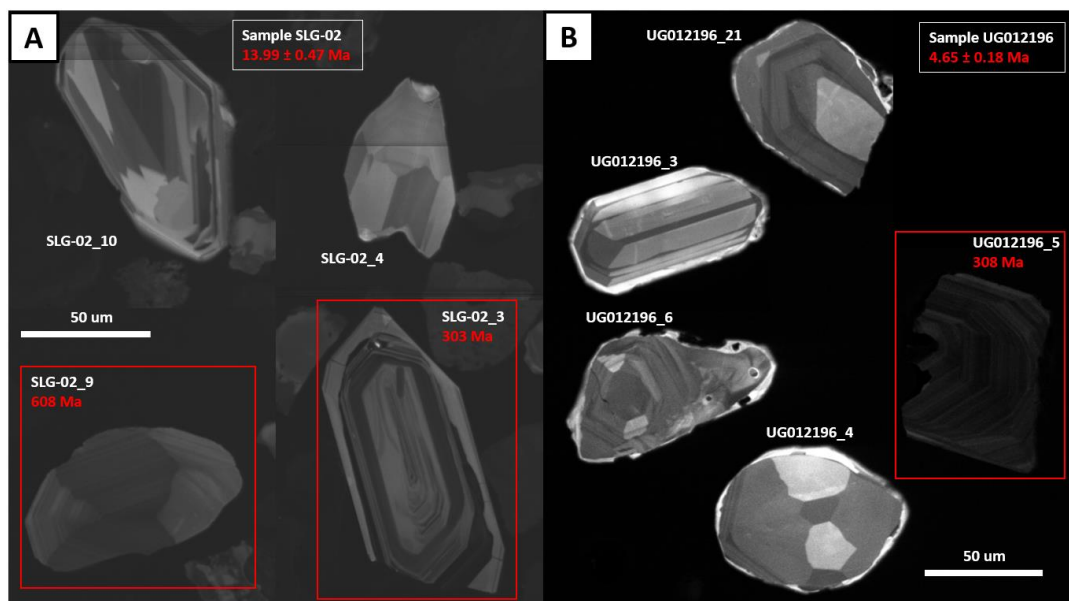 A
Sample SLG-02
13.99 ± 0.47 Ma
SLG-02_10
SLG-02_4
50 um
SLG-02_3
303 Ma
SLG-02_9
608 Ma
B
UG012196_21
Sample UG012196
4.65 ± 0.18 Ma
UG012196_3
UG012196_5
308 Ma
UG012196_6
UG012196_4
50 um